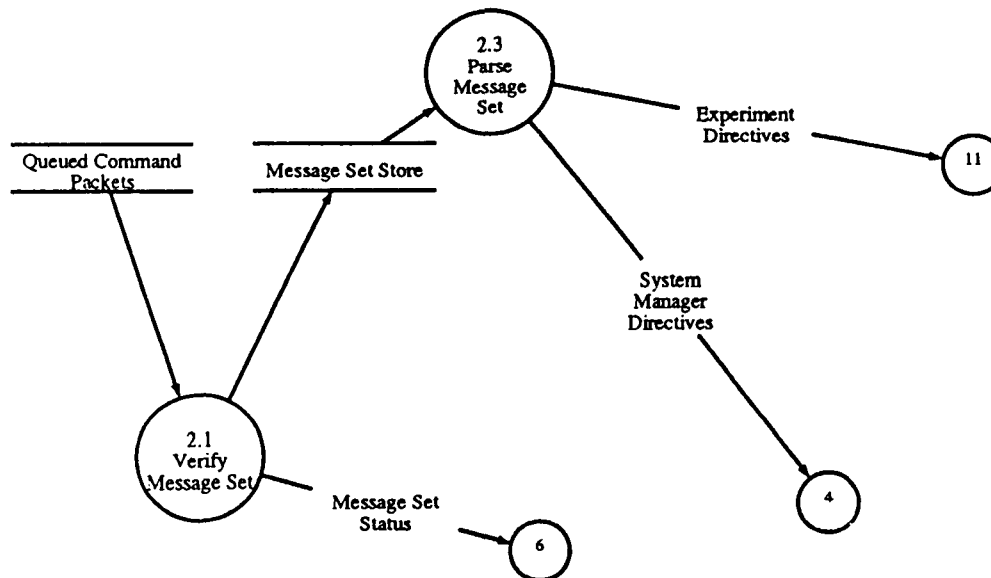 2.3
Parse
Message
Set
Experiment
Directives
11
Queued Command
Packets
Message Set Store
System
Manager
Directives
2.1
Verify
Message Set
Message Set
Status
6
4